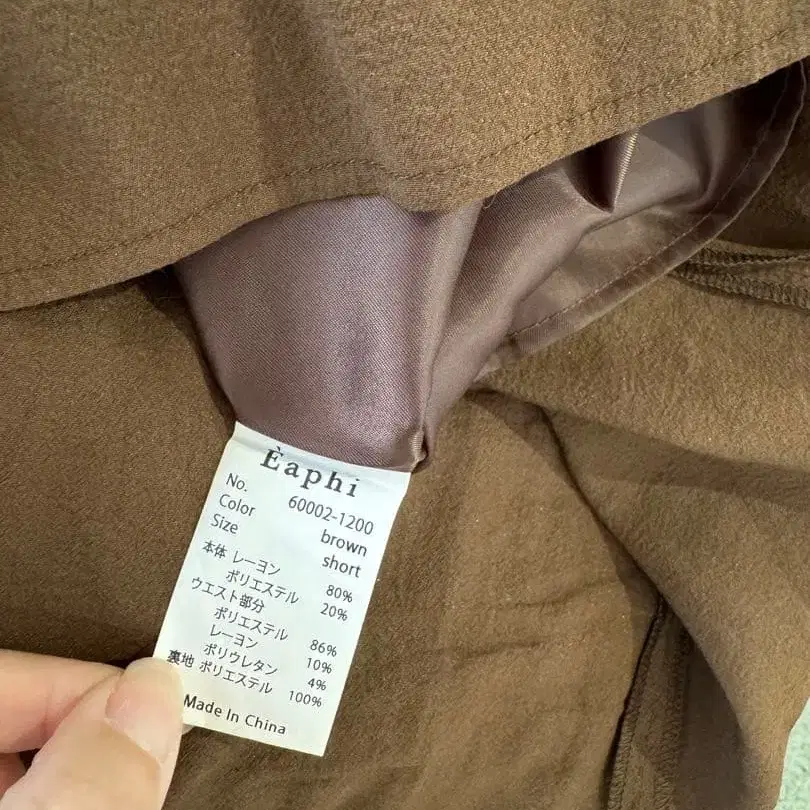 Èaphi
No. 60002-1200
Color brown
Size short
本体 レーヨン 80%
ポリエステル 20%
ウエスト部分
ポリエステル 86%
レーヨン 10%
ポリウレタン 4%
裏地 ポリエステル 100%
Made In China